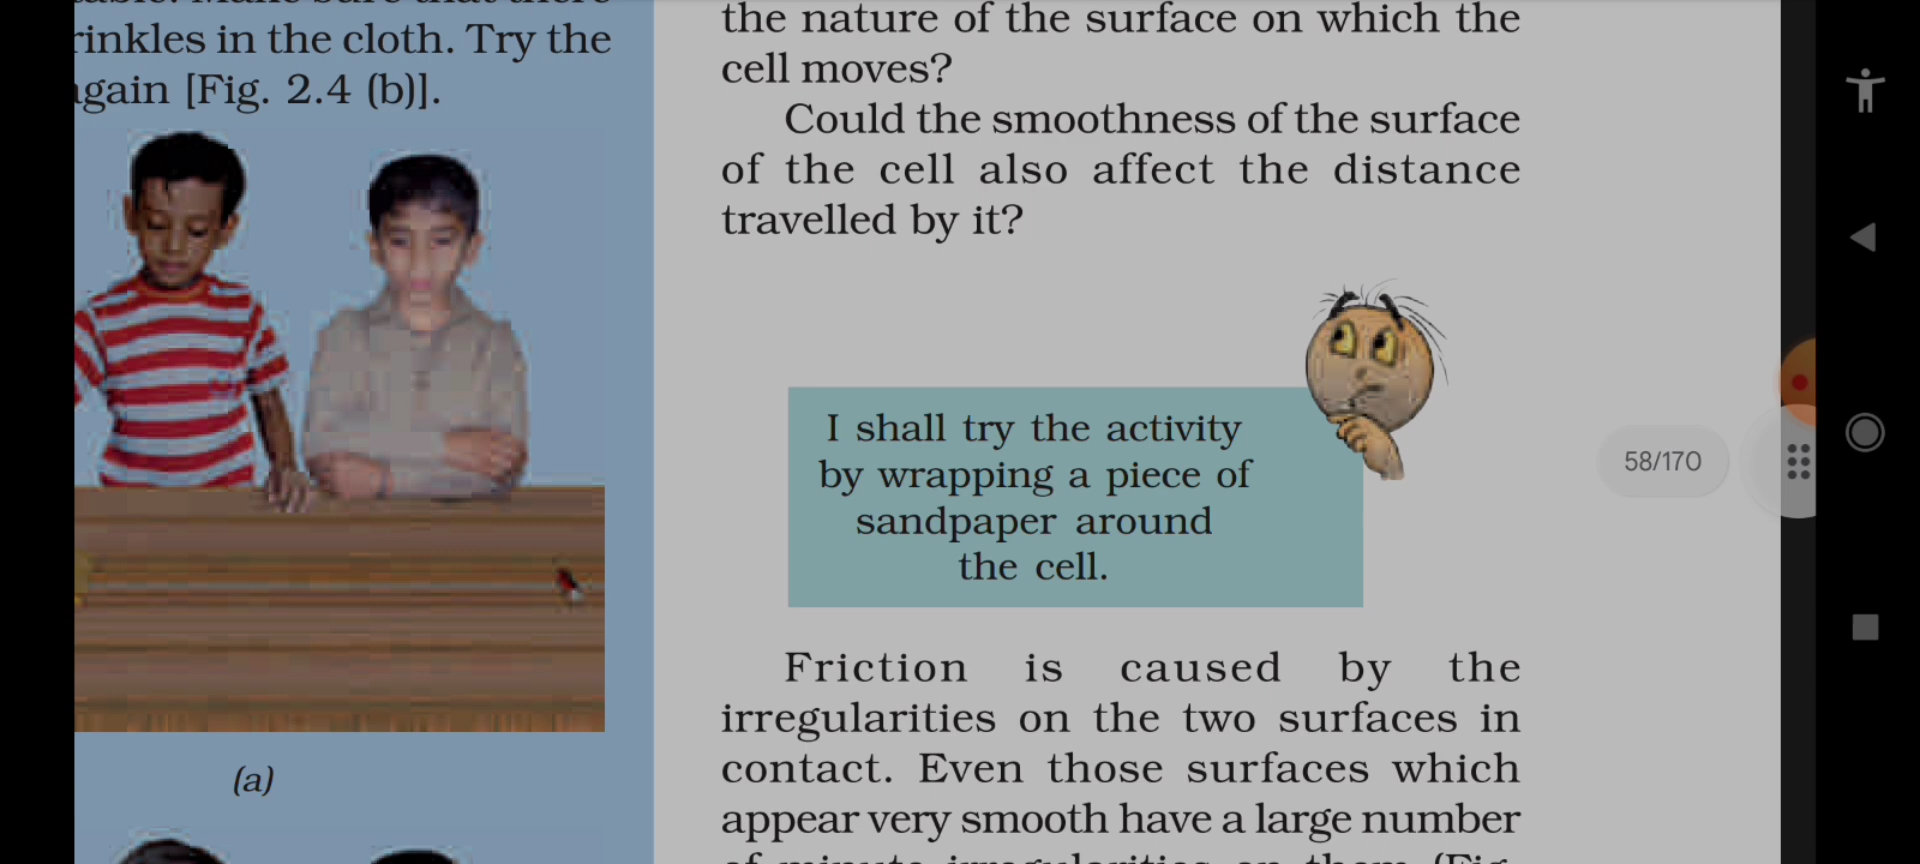 rinkles in the cloth. Try the
gain [Fig. 2.4 (b)].
(a)
the nature of the surface on which the
cell moves?
Could the smoothness of the surface
of the cell also affect the distance
travelled by it?
I shall try the activity
by wrapping a piece of
sandpaper around
the cell.
Friction is caused by the
irregularities on the two surfaces in
contact. Even those surfaces which
appear very smooth have a large number
58/170